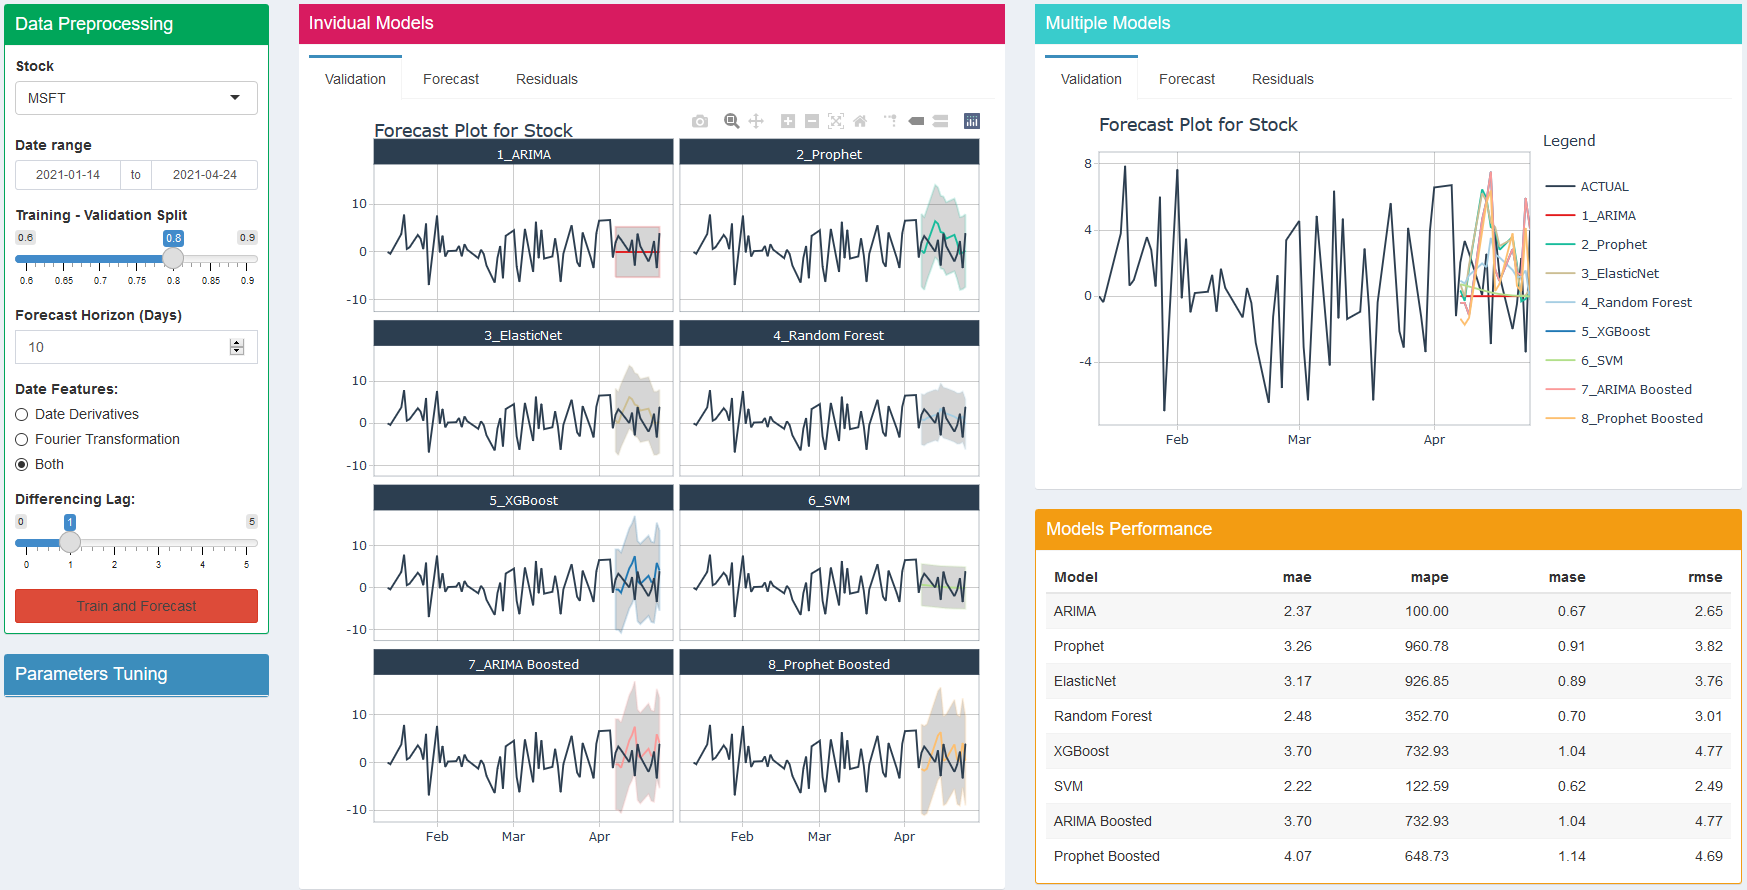 Data Preprocessing
Stock
MSFT
Date range
2021-01-14 to 2021-04-24
Training - Validation Split
0.6 0.8 0.9
0.6 0.65 0.7 0.75 0.8 0.85 0.9
Forecast Horizon (Days)
10
Date Features:
Date Derivatives
Fourier Transformation
Both
Differencing Lag:
0 1 5
0 1 2 3 4 5
Train and Forecast
Parameters Tuning
Invidual Models
Validation Forecast Residuals
Forecast Plot for Stock
1_ARIMA 2_Prophet
10
0
-10
3_ElasticNet 4_Random Forest
10
0
-10
5_XGBoost 6_SVM
10
0
-10
7_ARIMA Boosted 8_Prophet Boosted
10
0
-10
Feb Mar Apr Feb Mar Apr
Multiple Models
Validation Forecast Residuals
Forecast Plot for Stock
8
4
0
-4
Feb Mar Apr
Legend
ACTUAL
1_ARIMA
2_Prophet
3_ElasticNet
4_Random Forest
5_XGBoost
6_SVM
7_ARIMA Boosted
8_Prophet Boosted
Models Performance
Model mae mape mase rmse
ARIMA 2.37 100.00 0.67 2.65
Prophet 3.26 960.78 0.91 3.82
ElasticNet 3.17 926.85 0.89 3.76
Random Forest 2.48 352.70 0.70 3.01
XGBoost 3.70 732.93 1.04 4.77
SVM 2.22 122.59 0.62 2.49
ARIMA Boosted 3.70 732.93 1.04 4.77
Prophet Boosted 4.07 648.73 1.14 4.69